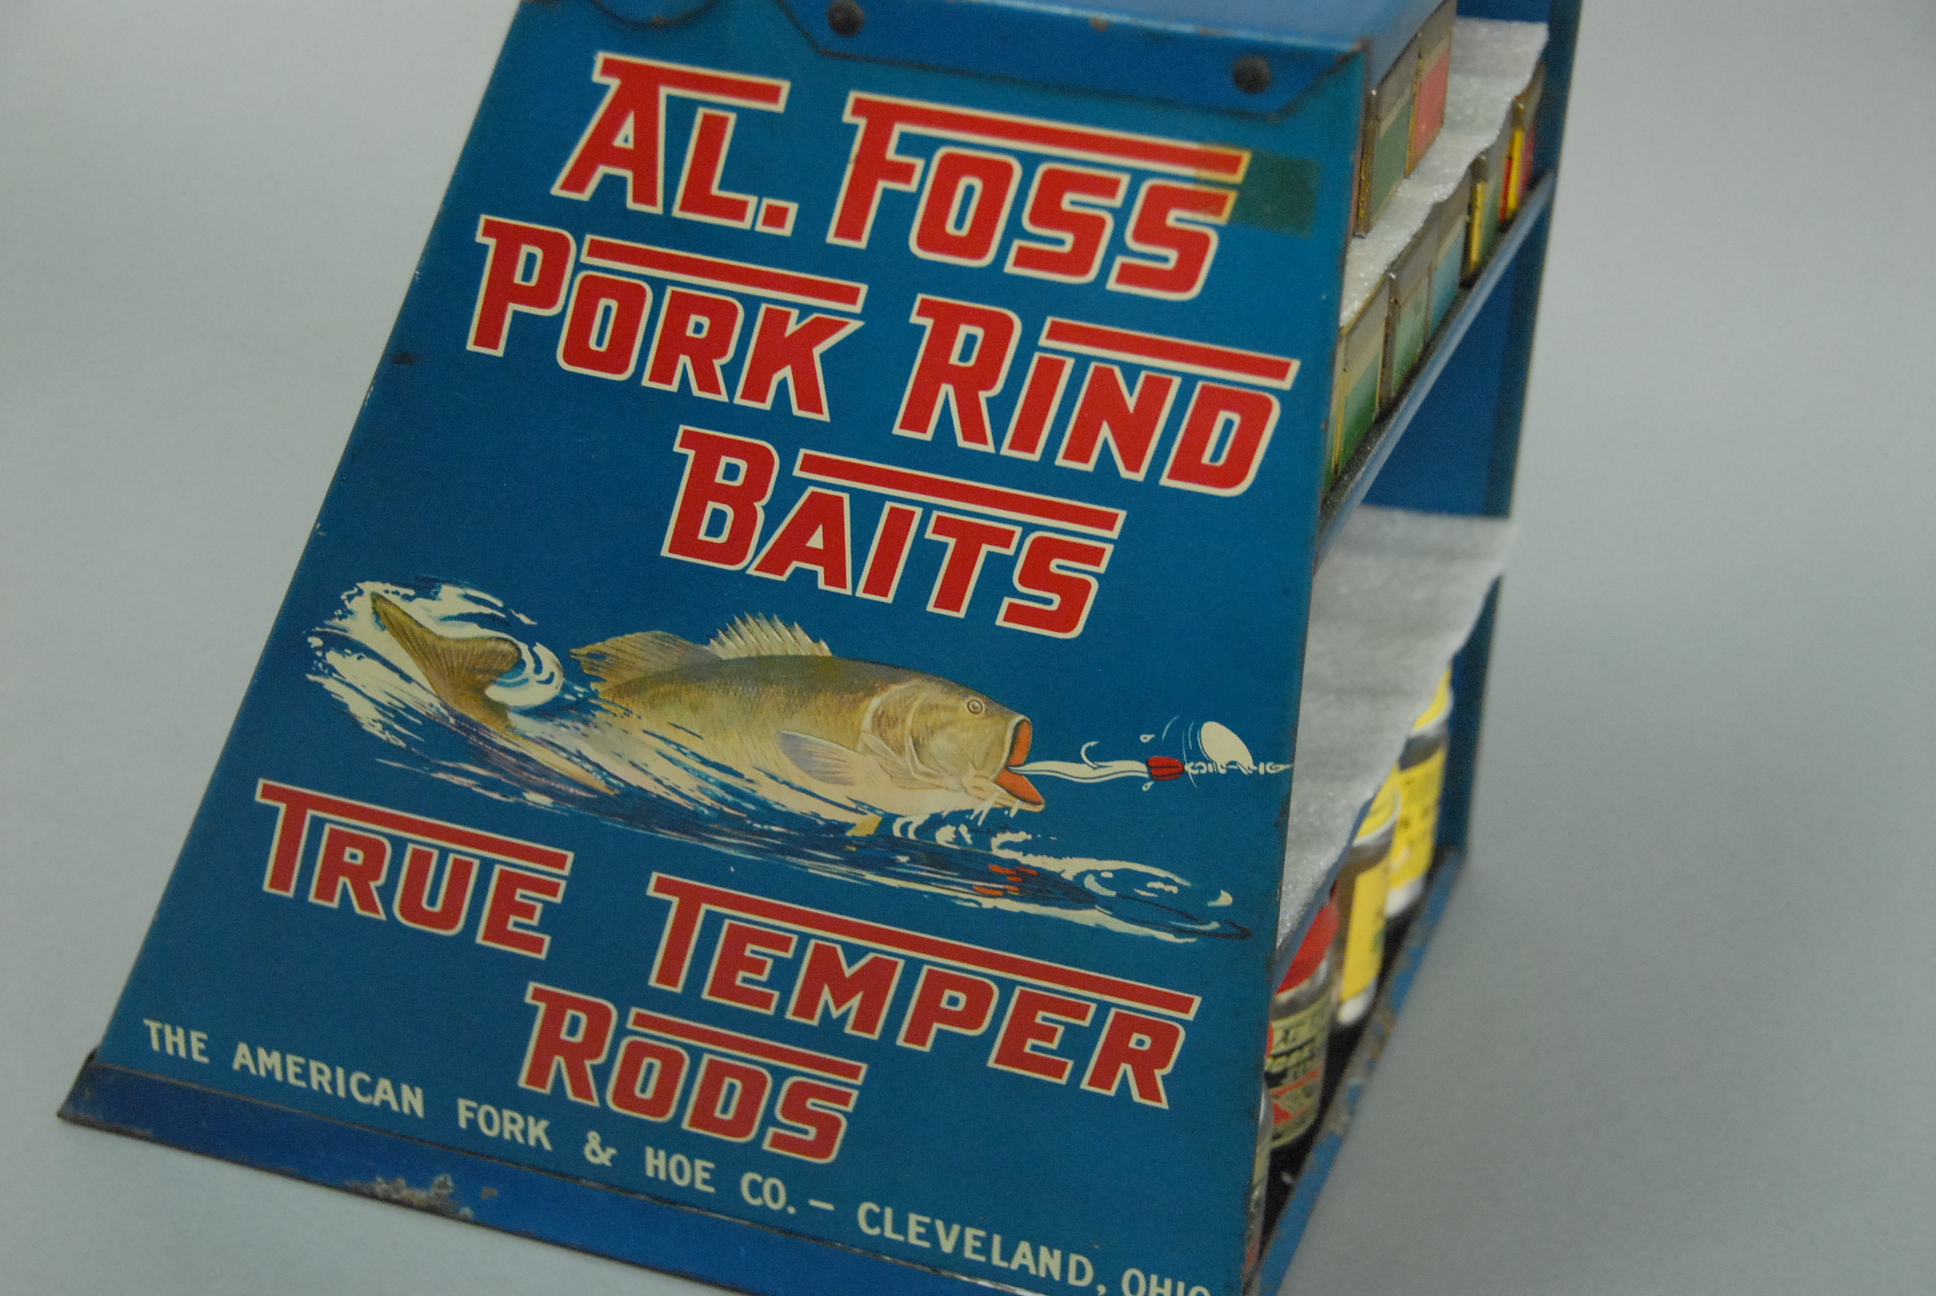 AL. FOSS
PORK RIND
BAITS
TRUE TEMPER
RODS
THE AMERICAN FORK & HOE CO. – CLEVELAND, OHIO